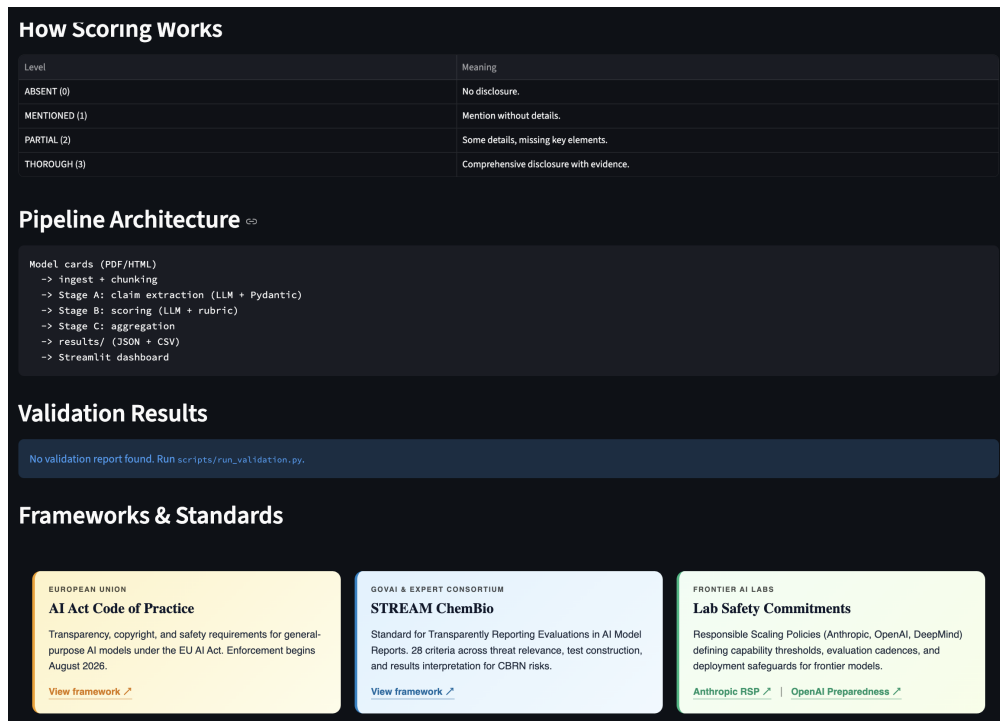 How Scoring Works
Level Meaning
ABSENT (0) No disclosure.
MENTIONED (1) Mention without details.
PARTIAL (2) Some details, missing key elements.
THOROUGH (3) Comprehensive disclosure with evidence.
Pipeline Architecture
Model cards (PDF/HTML)
-> ingest + chunking
-> Stage A: claim extraction (LLM + Pydantic)
-> Stage B: scoring (LLM + rubric)
-> Stage C: aggregation
-> results/ (JSON + CSV)
-> Streamlit dashboard
Validation Results
No validation report found. Run scripts/run_validation.py.
Frameworks & Standards
EUROPEAN UNION
AI Act Code of Practice
Transparency, copyright, and safety requirements for general-
purpose AI models under the EU AI Act. Enforcement begins
August 2026.
View framework ↗
GOVAI & EXPERT CONSORTIUM
STREAM ChemBio
Standard for Transparently Reporting Evaluations in AI Model
Reports. 28 criteria across threat relevance, test construction,
and results interpretation for CBRN risks.
View framework ↗
FRONTIER AI LABS
Lab Safety Commitments
Responsible Scaling Policies (Anthropic, OpenAI, DeepMind)
defining capability thresholds, evaluation cadences, and
deployment safeguards for frontier models.
Anthropic RSP ↗ | OpenAI Preparedness ↗